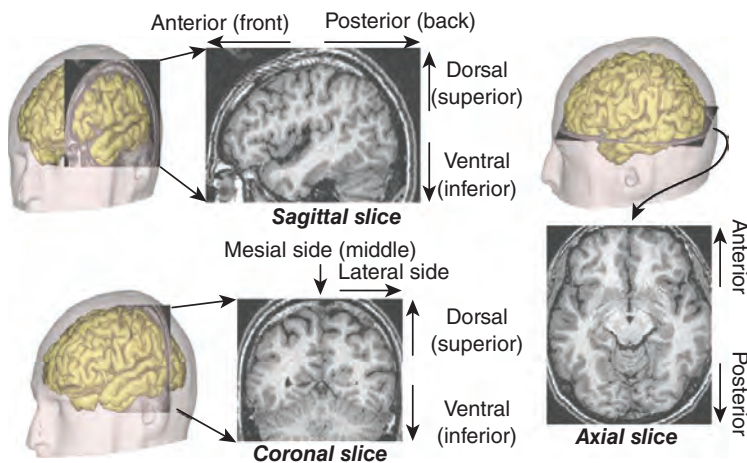 Anterior (front) Posterior (back)
Dorsal
(superior)
Ventral
(inferior)
Sagittal slice
Mesial side (middle)
Lateral side
Dorsal
(superior)
Ventral
(inferior)
Coronal slice
Anterior
Posterior
Axial slice